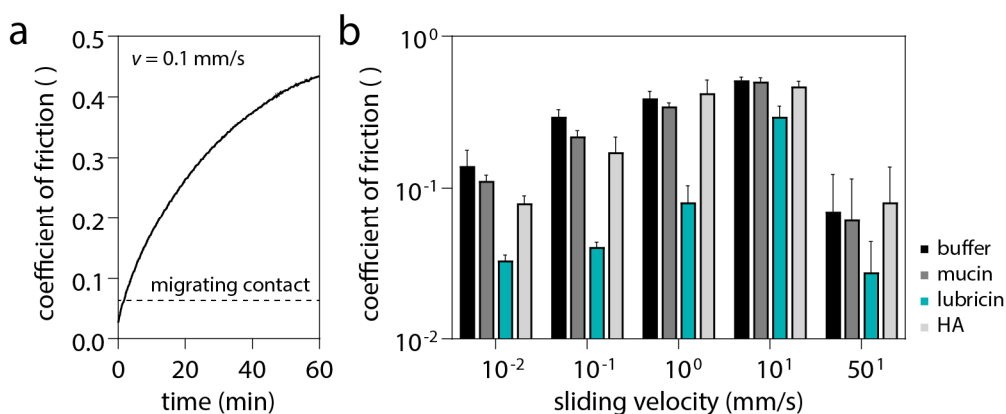 a
coefficient of friction ( )
0.5
0.4
0.3
0.2
0.1
0.0
v = 0.1 mm/s
migrating contact
0
20
40
60
time (min)
b
coefficient of friction ( )
10⁰
10⁻¹
10⁻²
10⁻²
10⁻¹
10⁰
10¹
50¹
sliding velocity (mm/s)
buffer
mucin
lubricin
HA